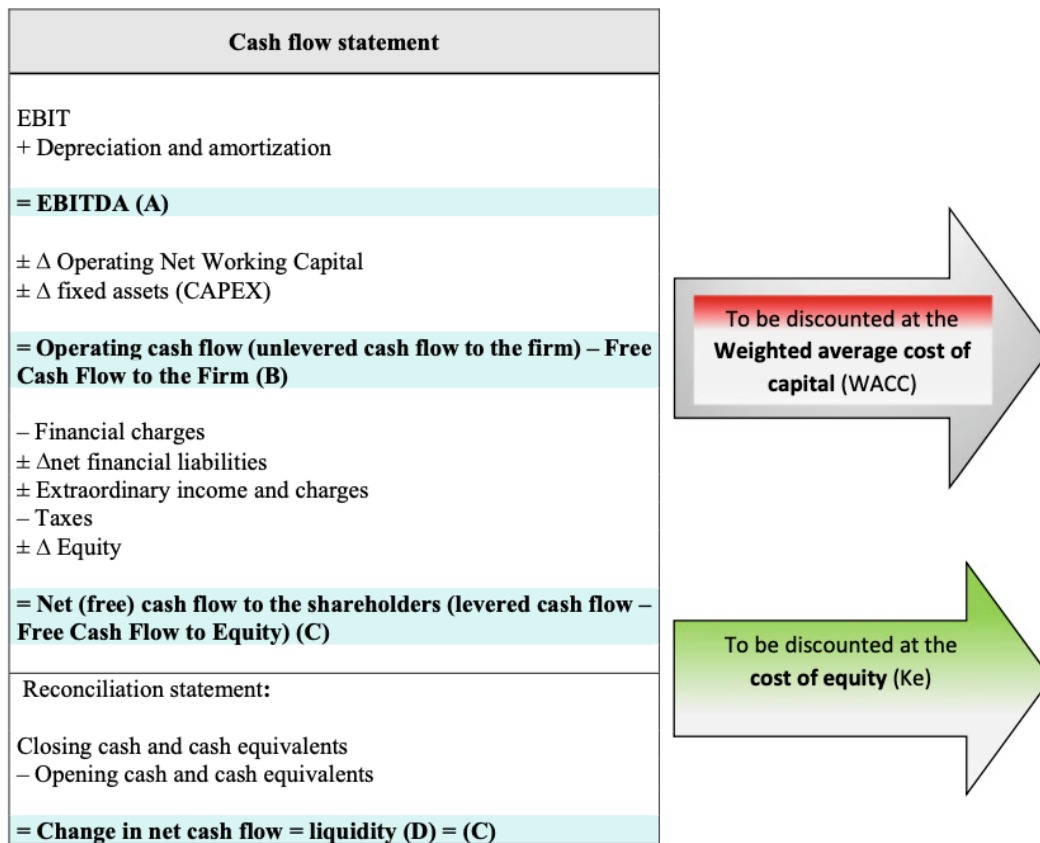 Cash flow statement
EBIT
+ Depreciation and amortization
= EBITDA (A)
± Δ Operating Net Working Capital
± Δ fixed assets (CAPEX)
= Operating cash flow (unlevered cash flow to the firm) – Free
Cash Flow to the Firm (B)
– Financial charges
± Δnet financial liabilities
± Extraordinary income and charges
– Taxes
± Δ Equity
= Net (free) cash flow to the shareholders (levered cash flow –
Free Cash Flow to Equity) (C)
Reconciliation statement:
Closing cash and cash equivalents
– Opening cash and cash equivalents
= Change in net cash flow = liquidity (D) = (C)
To be discounted at the
Weighted average cost of
capital (WACC)
To be discounted at the
cost of equity (Ke)